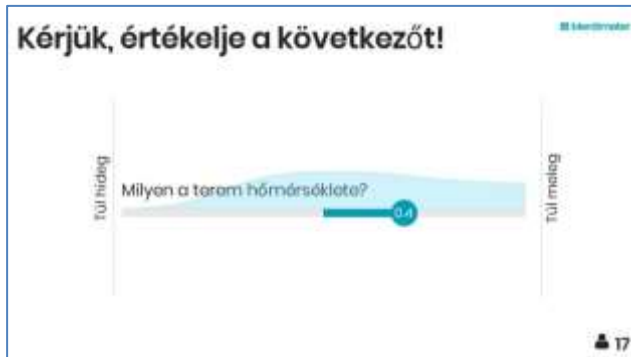 Kérjük, értékelje a következőt!
Mentimeter
Túl hideg
Milyen a terem hőmérséklete?
0.4
Túl meleg
17